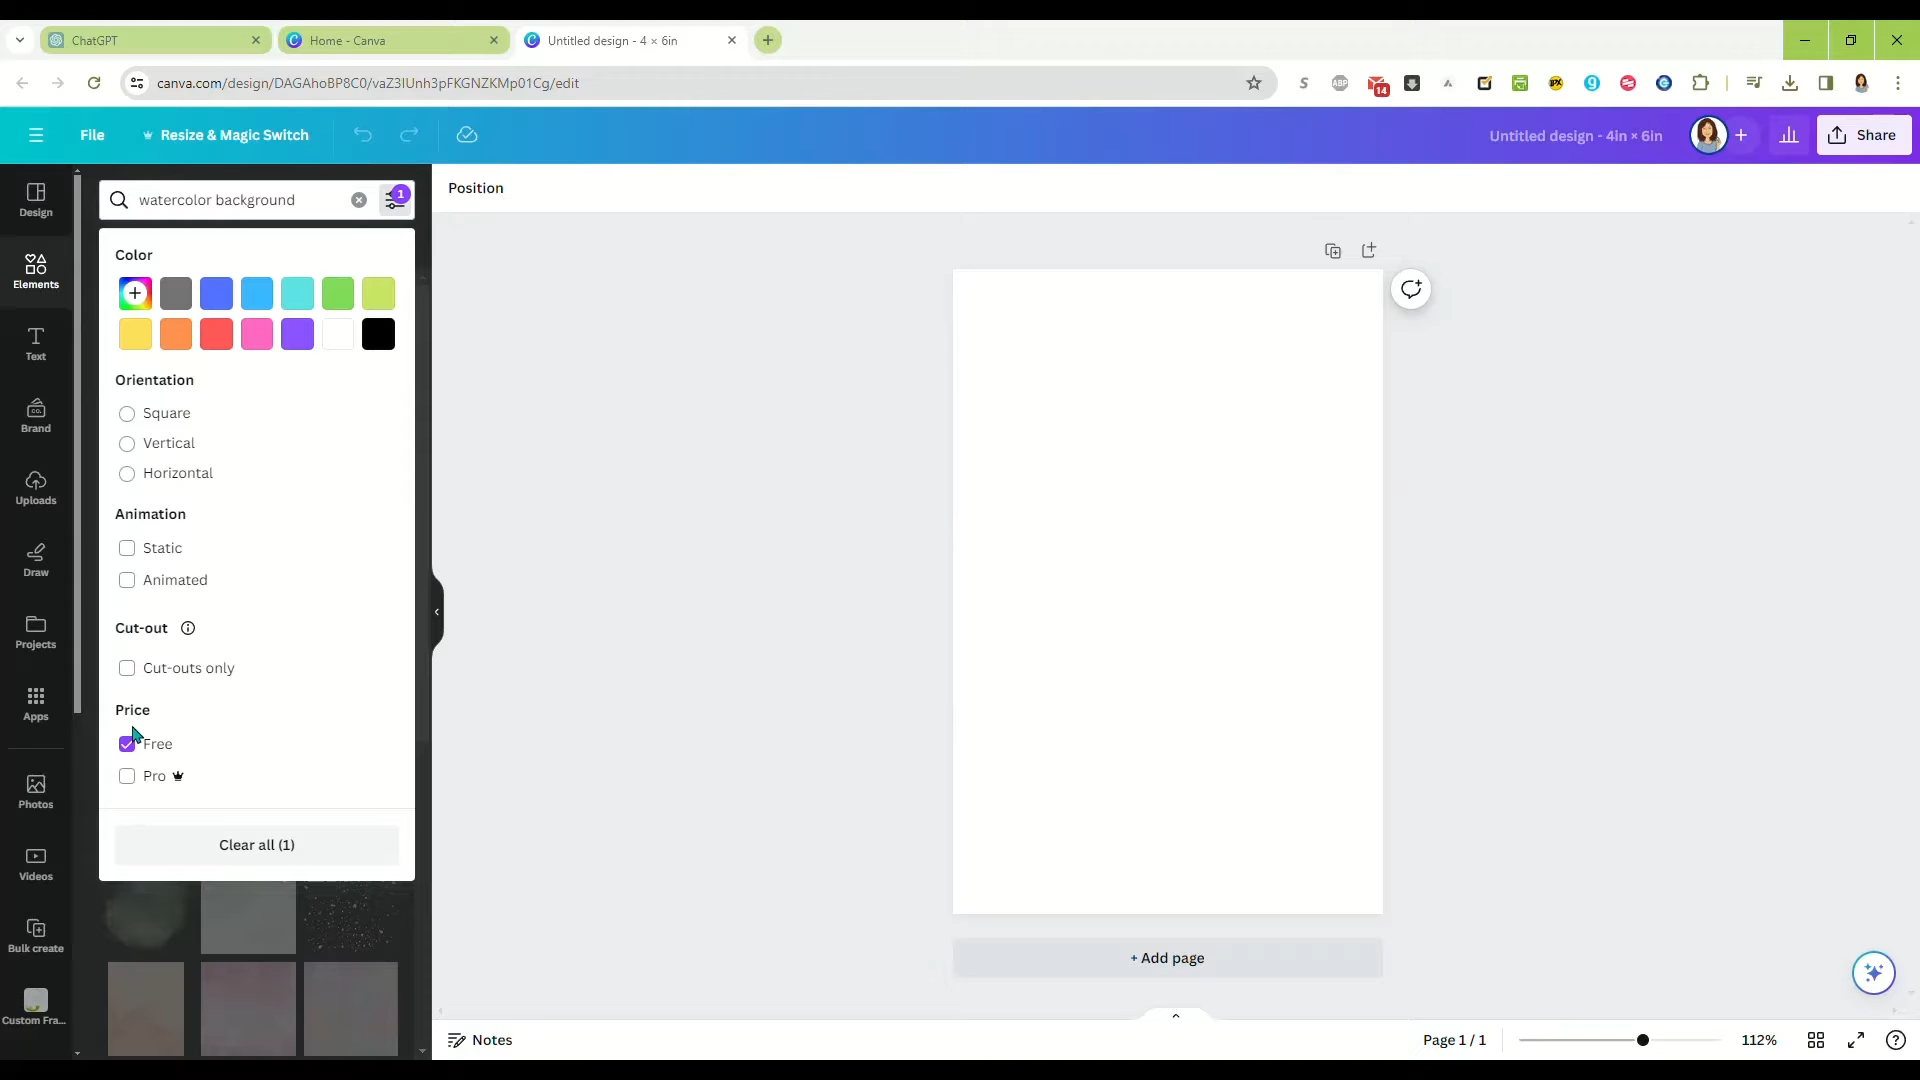 ChatGPT
Home - Canva
Untitled design - 4 × 6in
canva.com/design/DAGAhoBP8C0/vaZ3IUnh3pFKGNZKMp01Cg/edit
14
File
Resize & Magic Switch
Untitled design - 4in × 6in
Share
Design
Elements
Text
Brand
Uploads
Draw
Projects
Apps
Photos
Videos
Bulk create
Custom Fra...
watercolor background
1
Color
Orientation
Square
Vertical
Horizontal
Animation
Static
Animated
Cut-out
Cut-outs only
Price
Free
Pro
Clear all (1)
Position
+ Add page
Notes
Page 1 / 1
112%